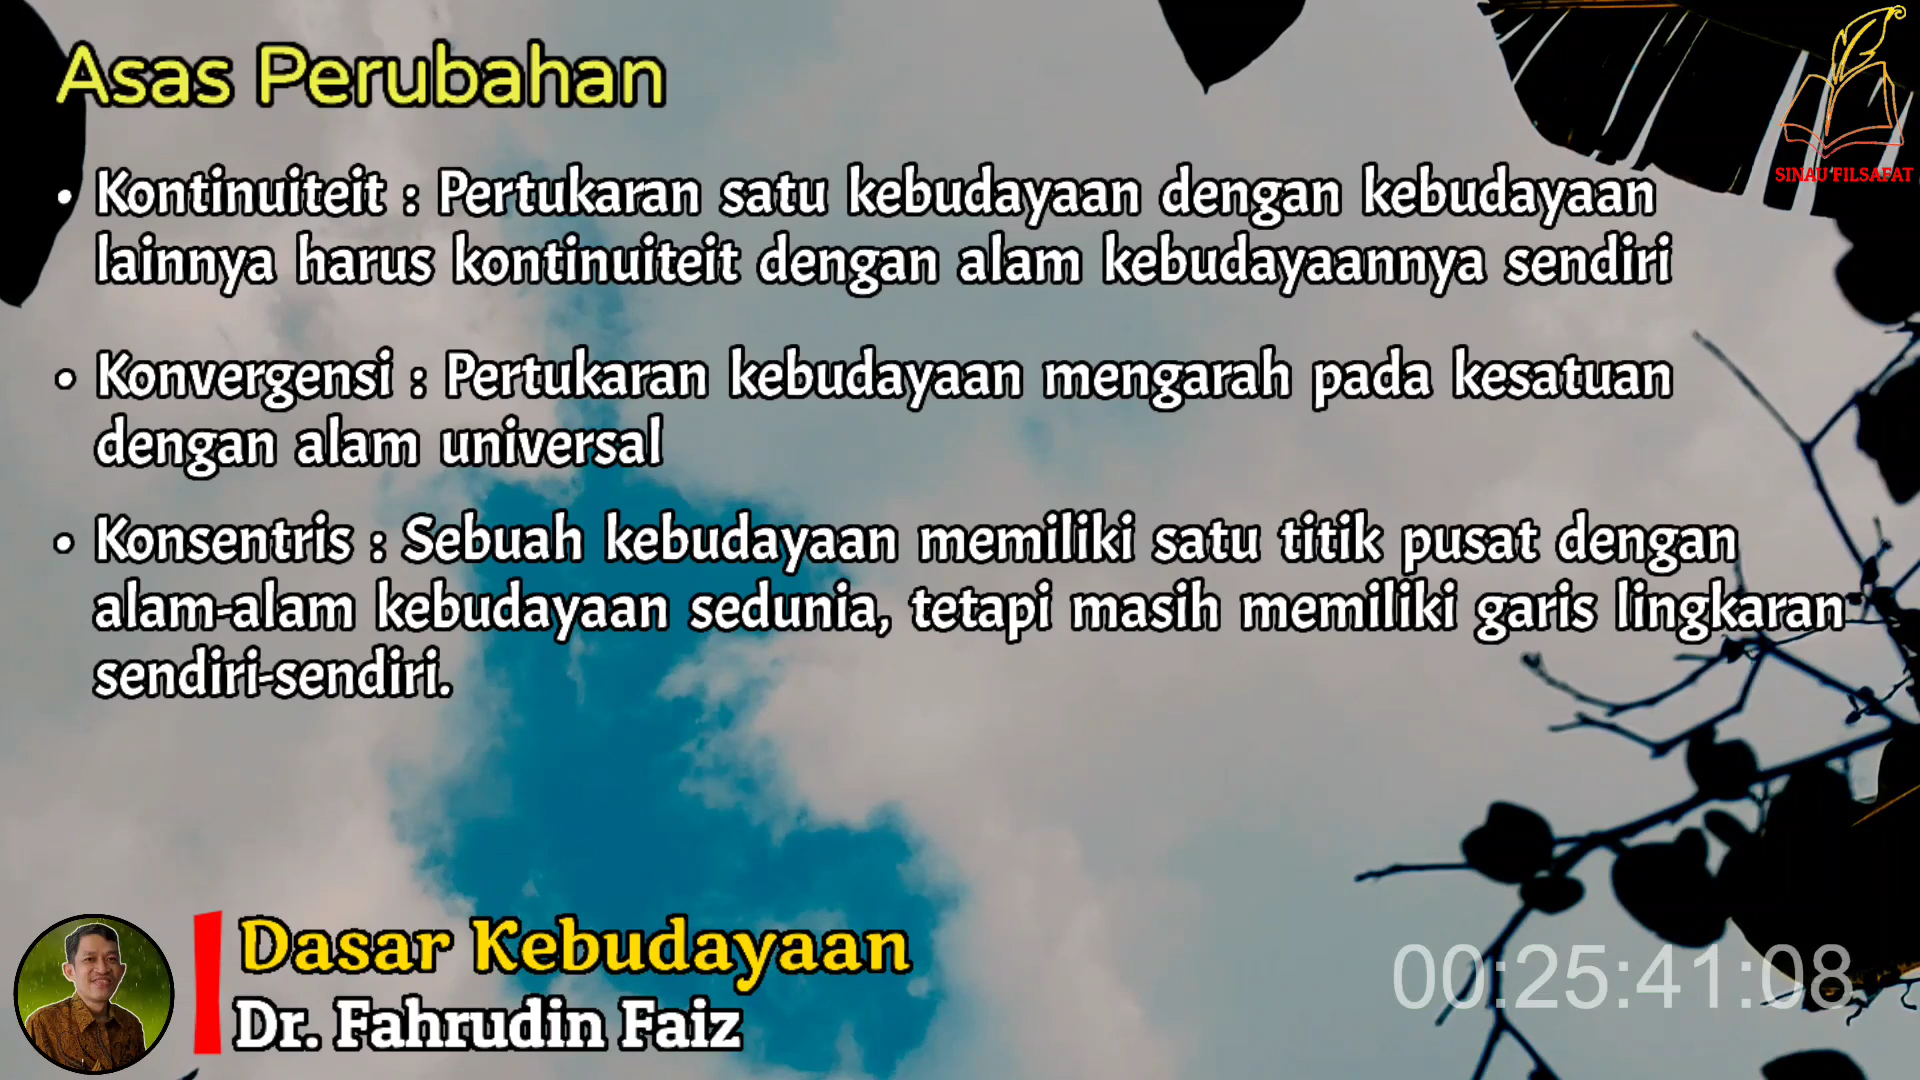 Asas Perubahan
• Kontinuiteit : Pertukaran satu kebudayaan dengan kebudayaan
lainnya harus kontinuiteit dengan alam kebudayaannya sendiri
• Konvergensi : Pertukaran kebudayaan mengarah pada kesatuan
dengan alam universal
• Konsentris : Sebuah kebudayaan memiliki satu titik pusat dengan
alam-alam kebudayaan sedunia, tetapi masih memiliki garis lingkaran
sendiri-sendiri.
SINAU FILSAFAT
Dasar Kebudayaan
Dr. Fahrudin Faiz
00:25:41:08